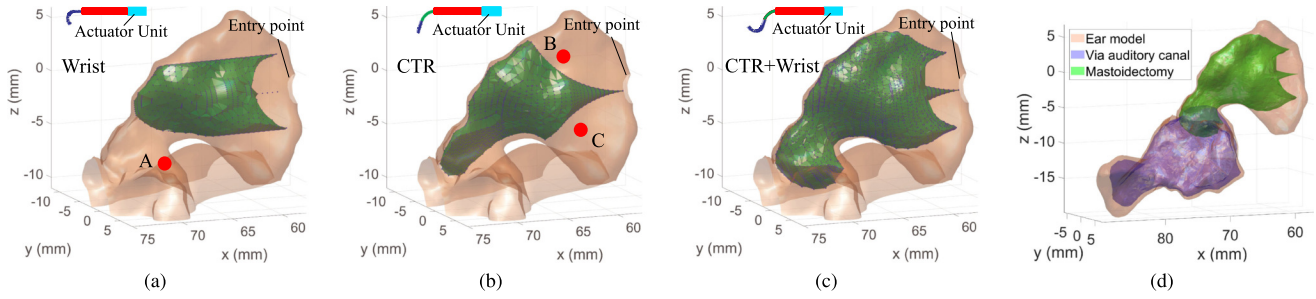 Actuator Unit
Entry point
Wrist
A
z (mm)
5
0
-5
-10
-10
-5
0
5
y (mm)
75
70
65
60
x (mm)
(a)
Actuator Unit
Entry point
CTR
B
C
z (mm)
5
0
-5
-10
-10
-5
0
5
y (mm)
75
70
65
60
x (mm)
(b)
Actuator Unit
Entry point
CTR+Wrist
z (mm)
5
0
-5
-10
-10
-5
0
5
y (mm)
75
70
65
60
x (mm)
(c)
Ear model
Via auditory canal
Mastoidectomy
z (mm)
5
0
-5
-10
-15
-5 0 5
y (mm)
80
70
60
x (mm)
(d)